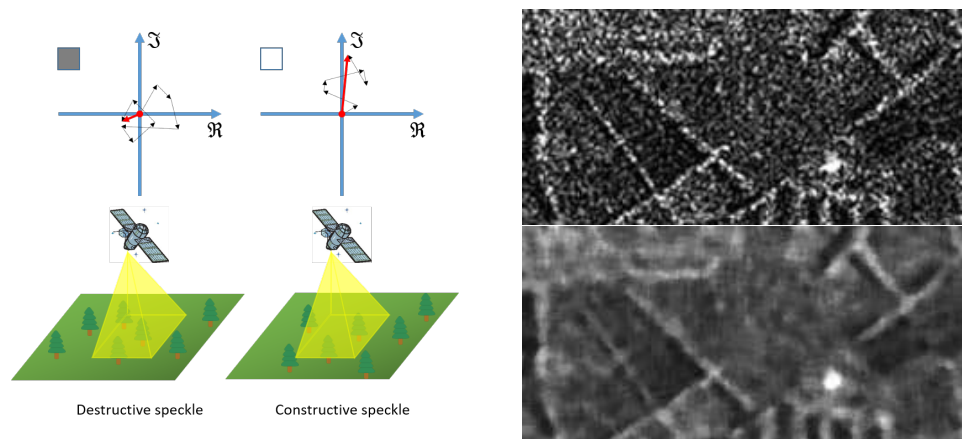 ℑ
ℜ
ℑ
ℜ
Destructive speckle
Constructive speckle